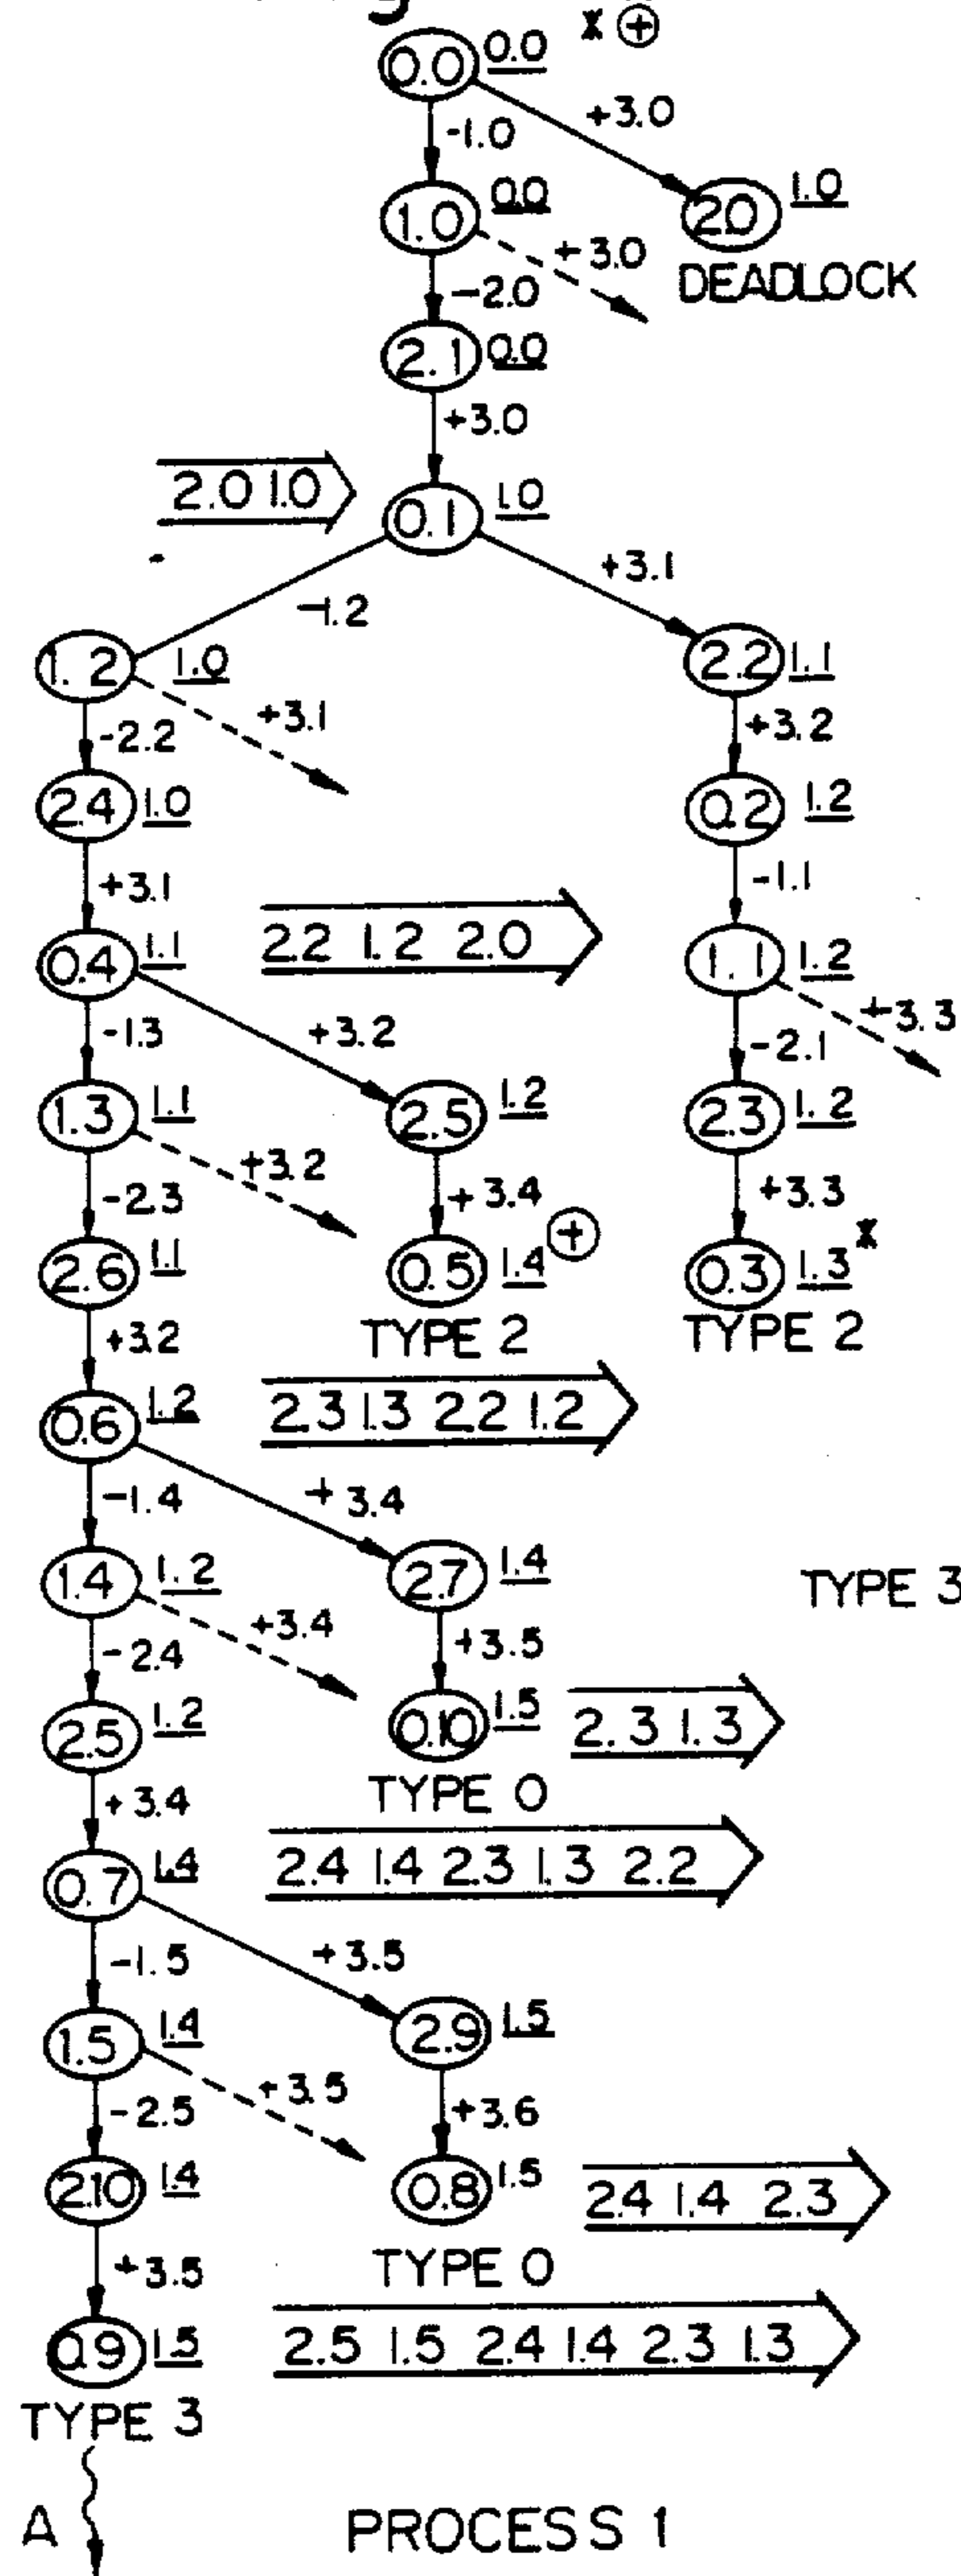 0.0 0.0 * ⊕
-1.0 +3.0
1.0 0.0 2.0 1.0
+3.0 DEADLOCK
-2.0
2.1 0.0
+3.0
2.0 1.0 0.1 1.0
-1.2 +3.1
1.2 1.0 2.2 1.1
-2.2 +3.1 +3.2
2.4 1.0 0.2 1.2
+3.1 -1.1
0.4 1.1 2.2 1.2 2.0 1.1 1.2
-1.3 +3.2 -2.1 +3.3
1.3 1.1 2.5 1.2 2.3 1.2
-2.3 +3.2 +3.4 +3.3
2.6 1.1 0.5 1.4 ⊕ 0.3 1.3 *
+3.2 TYPE 2 TYPE 2
0.6 1.2 2.3 1.3 2.2 1.2
-1.4 +3.4
1.4 1.2 2.7 1.4 TYPE 3
-2.4 +3.4 +3.5
2.5 1.2 0.10 1.5 2.3 1.3
+3.4 TYPE 0
0.7 1.4 2.4 1.4 2.3 1.3 2.2
-1.5 +3.5
1.5 1.4 2.9 1.5
-2.5 +3.5 +3.6
2.10 1.4 0.8 1.5 2.4 1.4 2.3
+3.5 TYPE 0
0.9 1.5 2.5 1.5 2.4 1.4 2.3 1.3
TYPE 3
A PROCESS 1